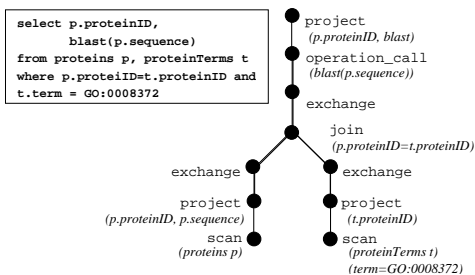 select p.proteinID,
blast(p.sequence)
from proteins p, proteinTerms t
where p.proteiID=t.proteinID and
t.term = GO:0008372
project
(p.proteinID, blast)
operation_call
(blast(p.sequence))
exchange
join
(p.proteinID=t.proteinID)
exchange
exchange
project
(p.proteinID, p.sequence)
project
(t.proteinID)
scan
(proteins p)
scan
(proteinTerms t)
(term=GO:0008372)